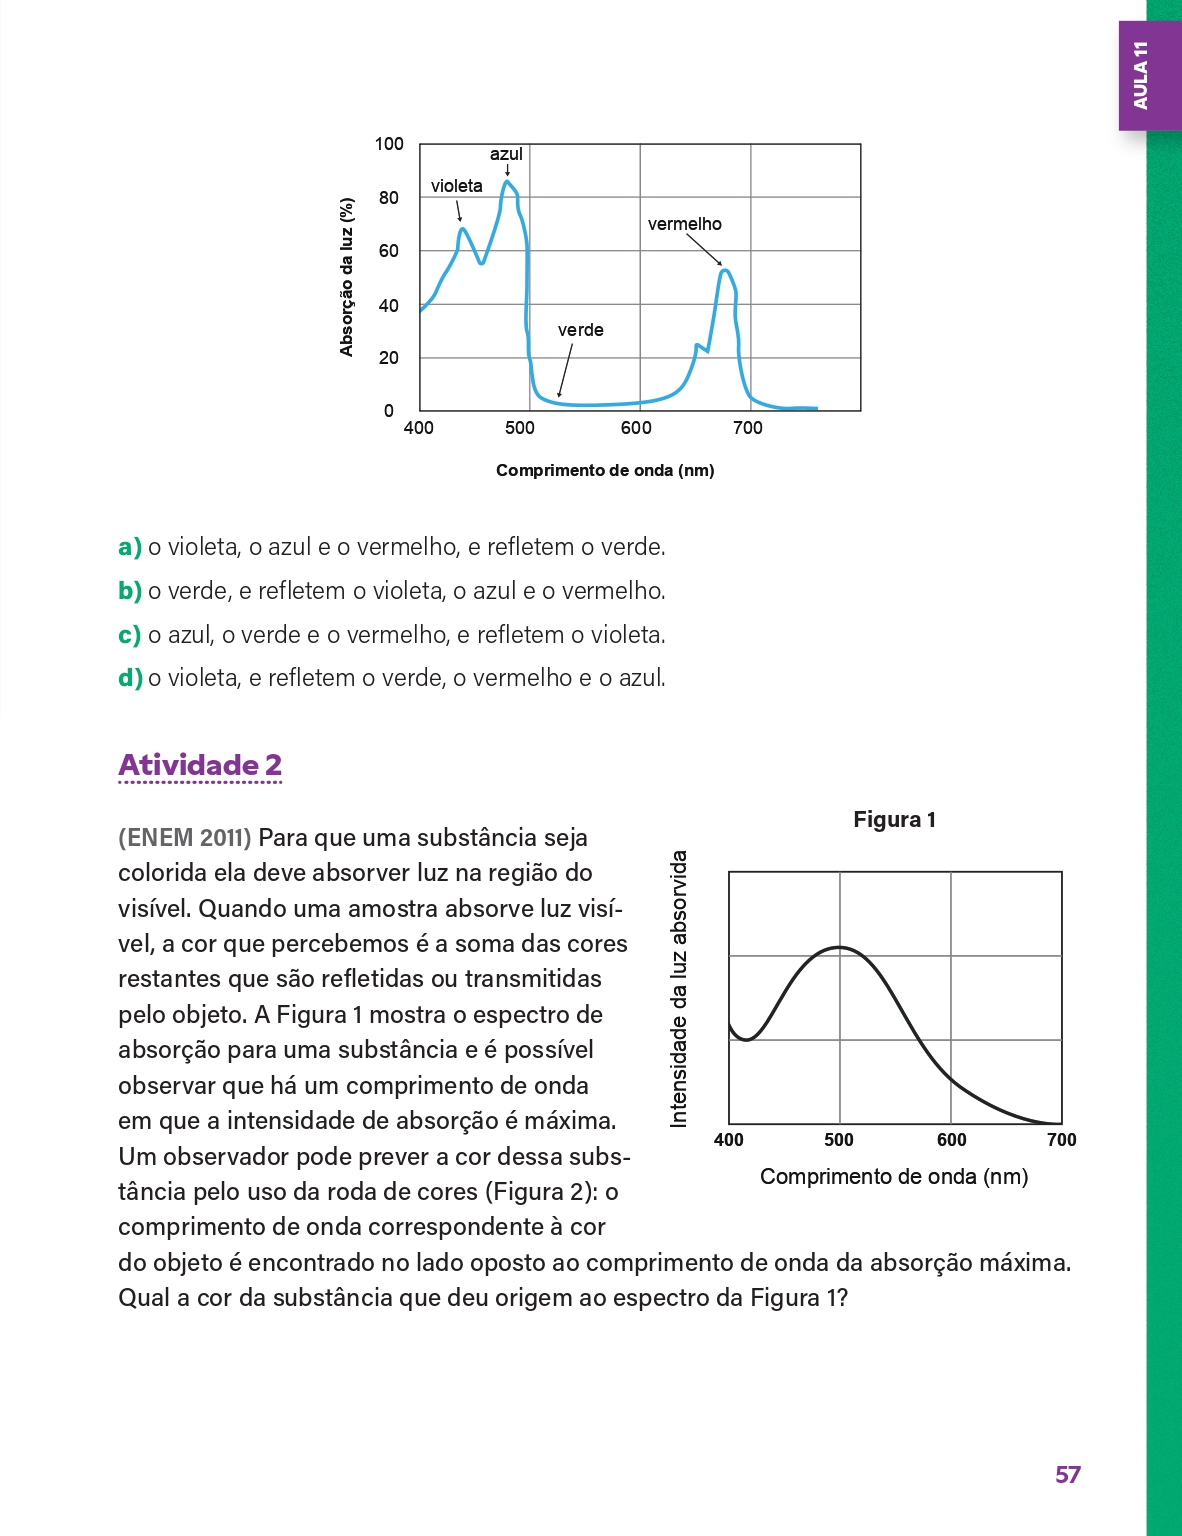 AULA 11
100
80
60
40
20
0
Absorção da luz (%)
azul
violeta
vermelho
verde
400 500 600 700
Comprimento de onda (nm)
a) o violeta, o azul e o vermelho, e refletem o verde.
b) o verde, e refletem o violeta, o azul e o vermelho.
c) o azul, o verde e o vermelho, e refletem o violeta.
d) o violeta, e refletem o verde, o vermelho e o azul.
Atividade 2
(ENEM 2011) Para que uma substância seja
colorida ela deve absorver luz na região do
visível. Quando uma amostra absorve luz visí-
vel, a cor que percebemos é a soma das cores
restantes que são refletidas ou transmitidas
pelo objeto. A Figura 1 mostra o espectro de
absorção para uma substância e é possível
observar que há um comprimento de onda
em que a intensidade de absorção é máxima.
Um observador pode prever a cor dessa subs-
tância pelo uso da roda de cores (Figura 2): o
comprimento de onda correspondente à cor
do objeto é encontrado no lado oposto ao comprimento de onda da absorção máxima.
Qual a cor da substância que deu origem ao espectro da Figura 1?
Figura 1
Intensidade da luz absorvida
400 500 600 700
Comprimento de onda (nm)
57